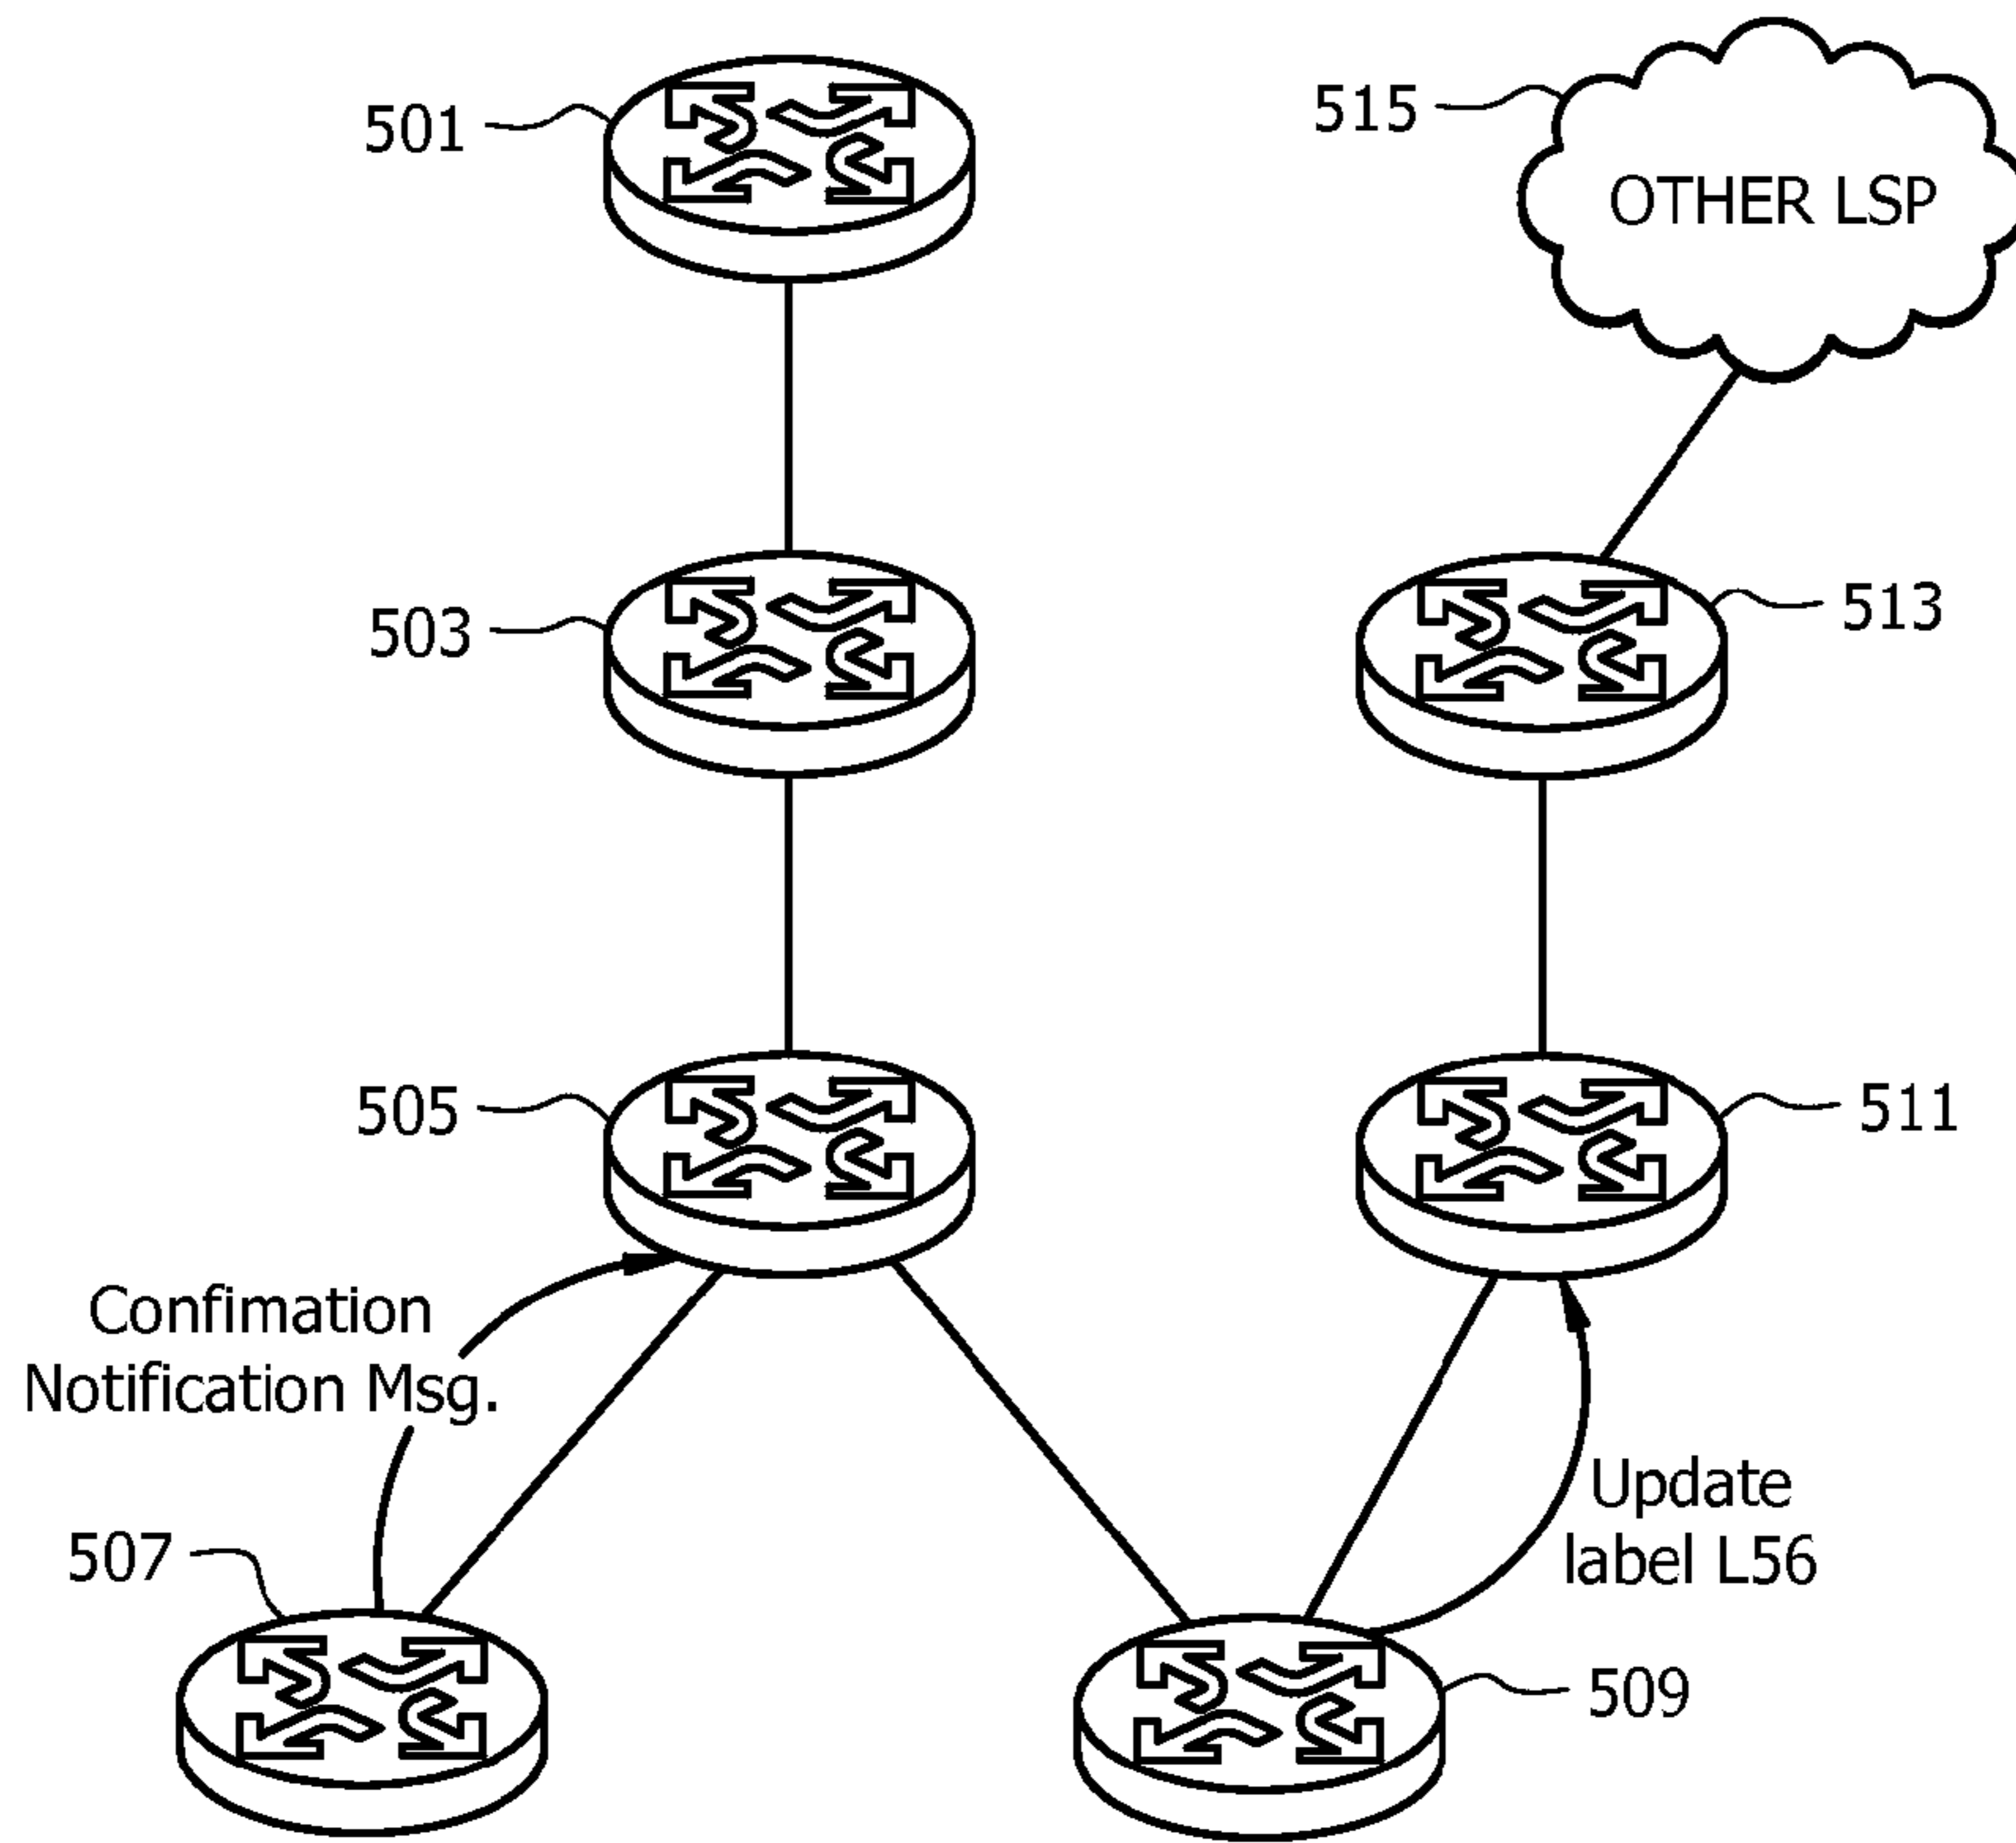 501
515
OTHER LSP
503
513
505
511
Confimation
Notification Msg.
Update
label L56
507
509